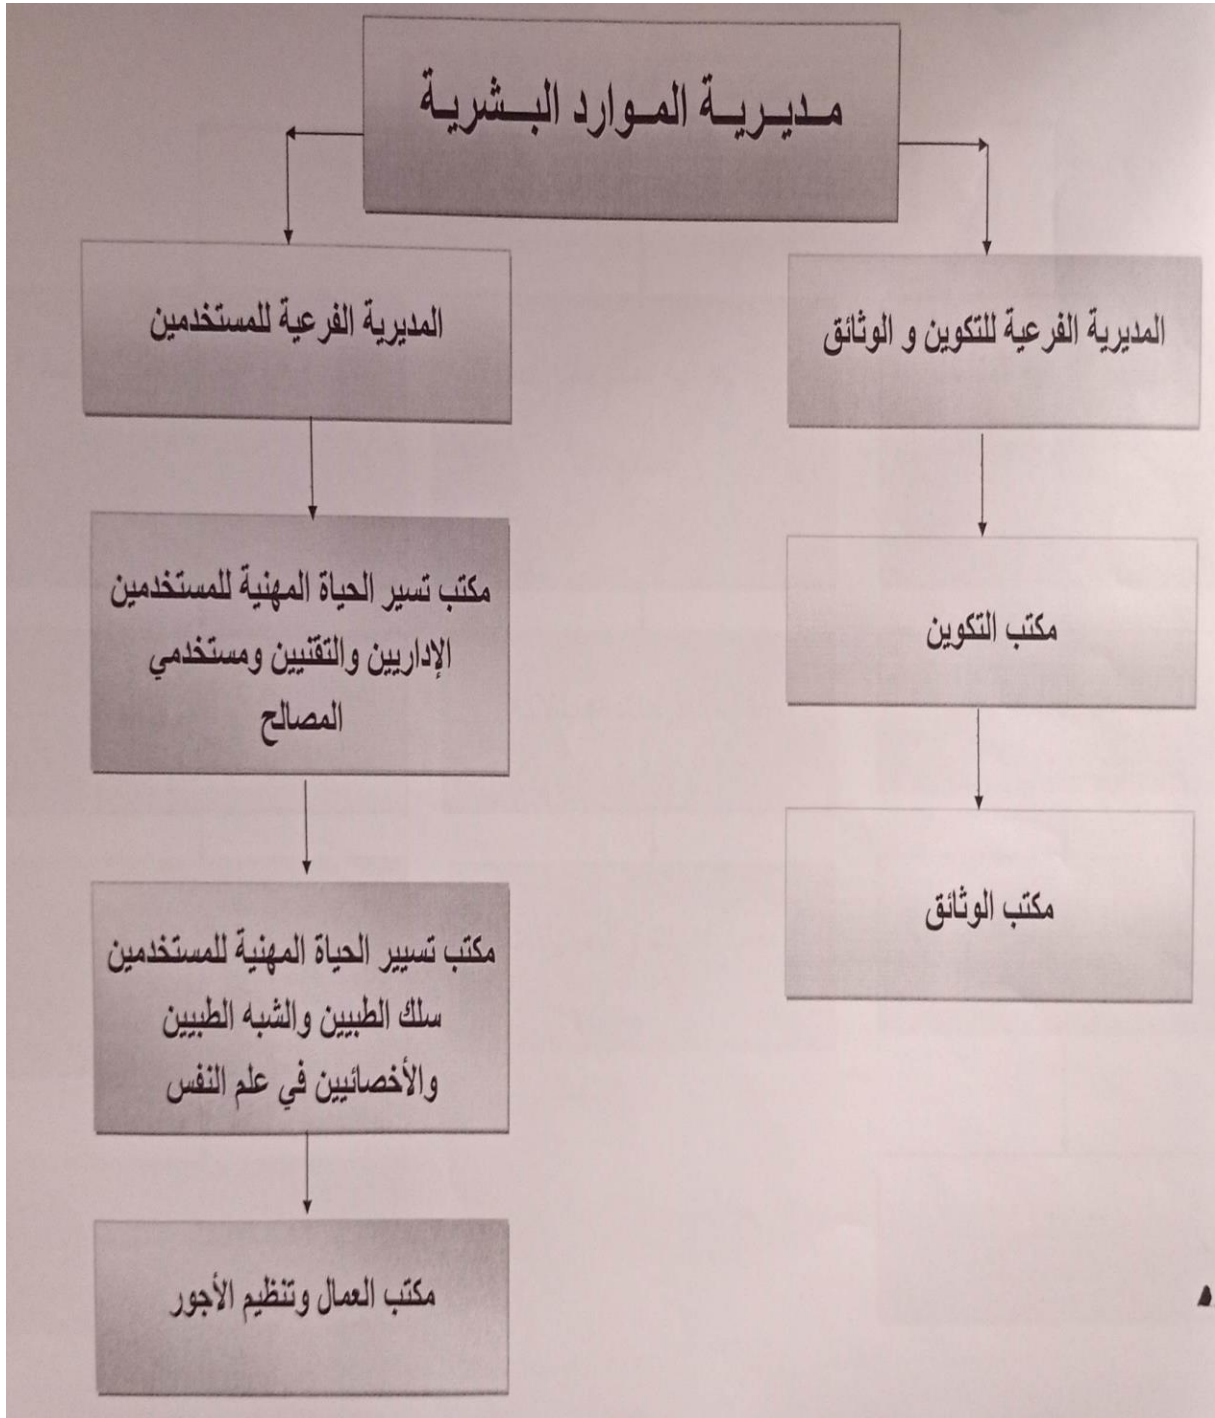 مديرية الموارد البشرية
المديرية الفرعية للتكوين و الوثائق
مكتب التكوين
مكتب الوثائق
المديرية الفرعية للمستخدمين
مكتب تسير الحياة المهنية للمستخدمين
الإداريين والتقنيين ومستخدمي
المصالح
مكتب تسيير الحياة المهنية للمستخدمين
سلك الطبيين والشبه الطبيين
والأخصائيين في علم النفس
مكتب العمال وتنظيم الأجور